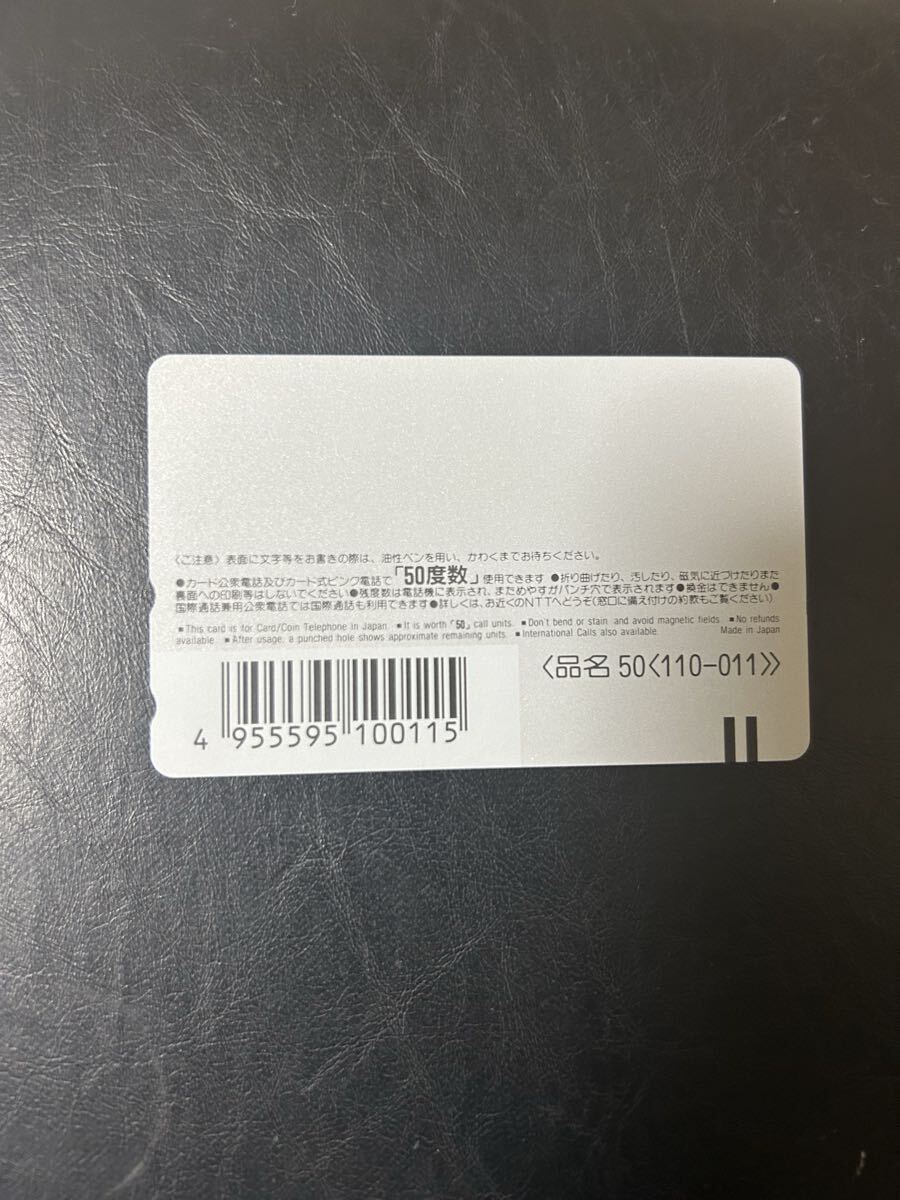 〈ご注意〉表面に文字等をお書きの際は、油性ペンを用い、かわくまでお待ちください。
●カード公衆電話及びカード式ピンク電話で「50度数」使用できます ●折り曲げたり、汚したり、磁気に近づけたりまた
裏面への印刷等はしないでください●残度数は電話機に表示され、まためやすがパンチ穴で表示されます●換金はできません●
国際通話兼用公衆電話では国際通話も利用できます●詳しくは、お近くのNTTへどうぞ(窓口に備え付けの約款もご覧ください)
■This card is for Card/Coin Telephone in Japan. ■It is worth「50」call units. ■Don't bend or stain and avoid magnetic fields ■No refunds
available. ■After usage, a punched hole shows approximate remaining units. ■International Calls also available. Made in Japan
〈品名 50〈110-011〉〉
4 955595 100115